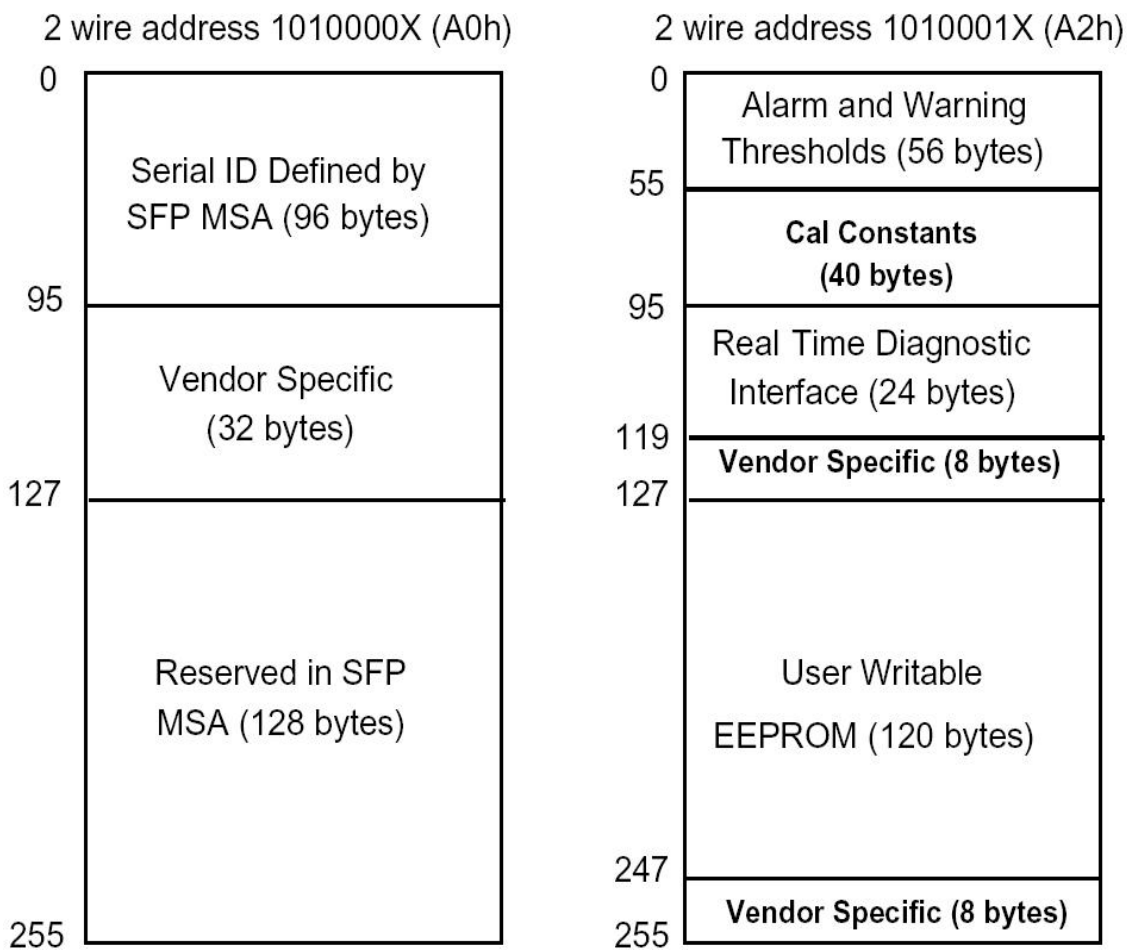 2 wire address 1010000X (A0h)
0
Serial ID Defined by
SFP MSA (96 bytes)
95
Vendor Specific
(32 bytes)
127
Reserved in SFP
MSA (128 bytes)
255
2 wire address 1010001X (A2h)
0
Alarm and Warning
Thresholds (56 bytes)
55
Cal Constants
(40 bytes)
95
Real Time Diagnostic
Interface (24 bytes)
119
Vendor Specific (8 bytes)
127
User Writable
EEPROM (120 bytes)
247
Vendor Specific (8 bytes)
255